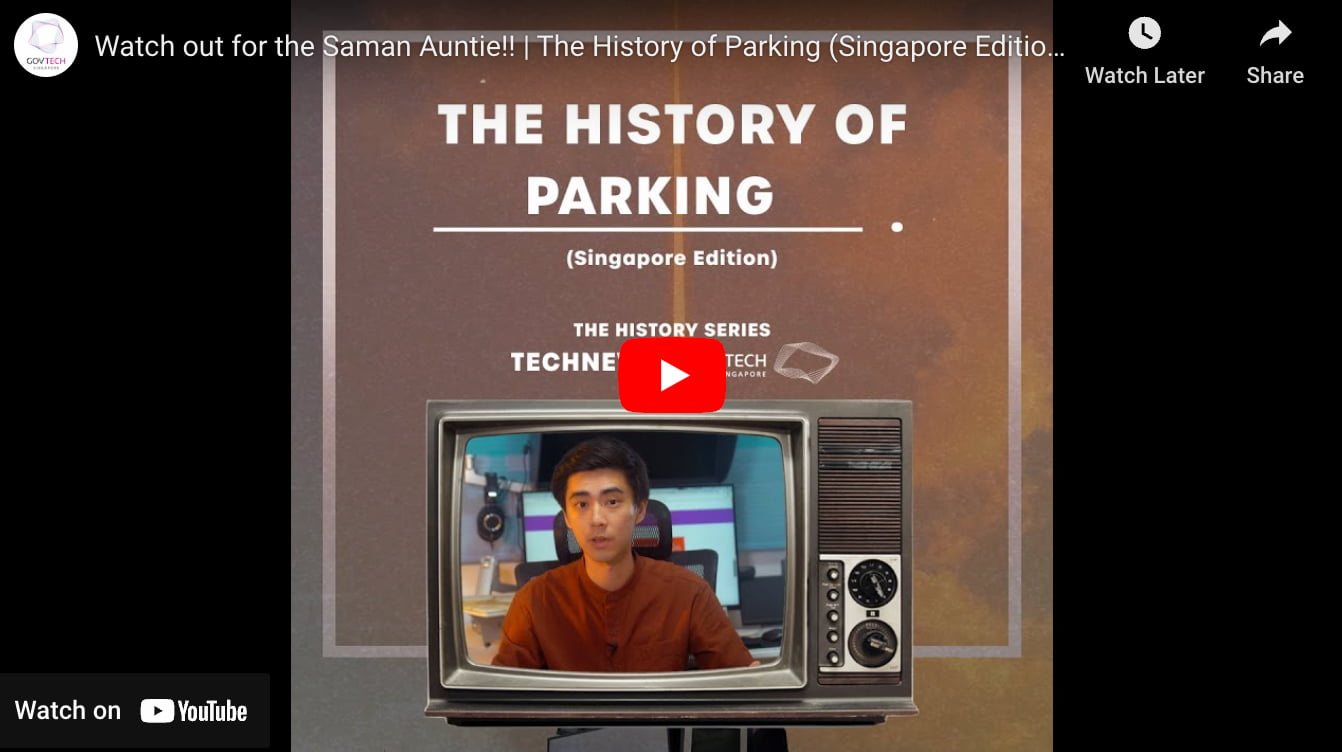 GOVTECH
SINGAPORE
Watch out for the Saman Auntie!! | The History of Parking (Singapore Editio...
Watch Later
Share
THE HISTORY OF
PARKING
(Singapore Edition)
THE HISTORY SERIES
TECHNE
TECH
NGAPORE
Watch on YouTube